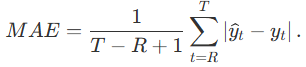 MAE = \frac{1}{T - R + 1} \sum_{t=R}^{T} |\hat{y}_t - y_t| .